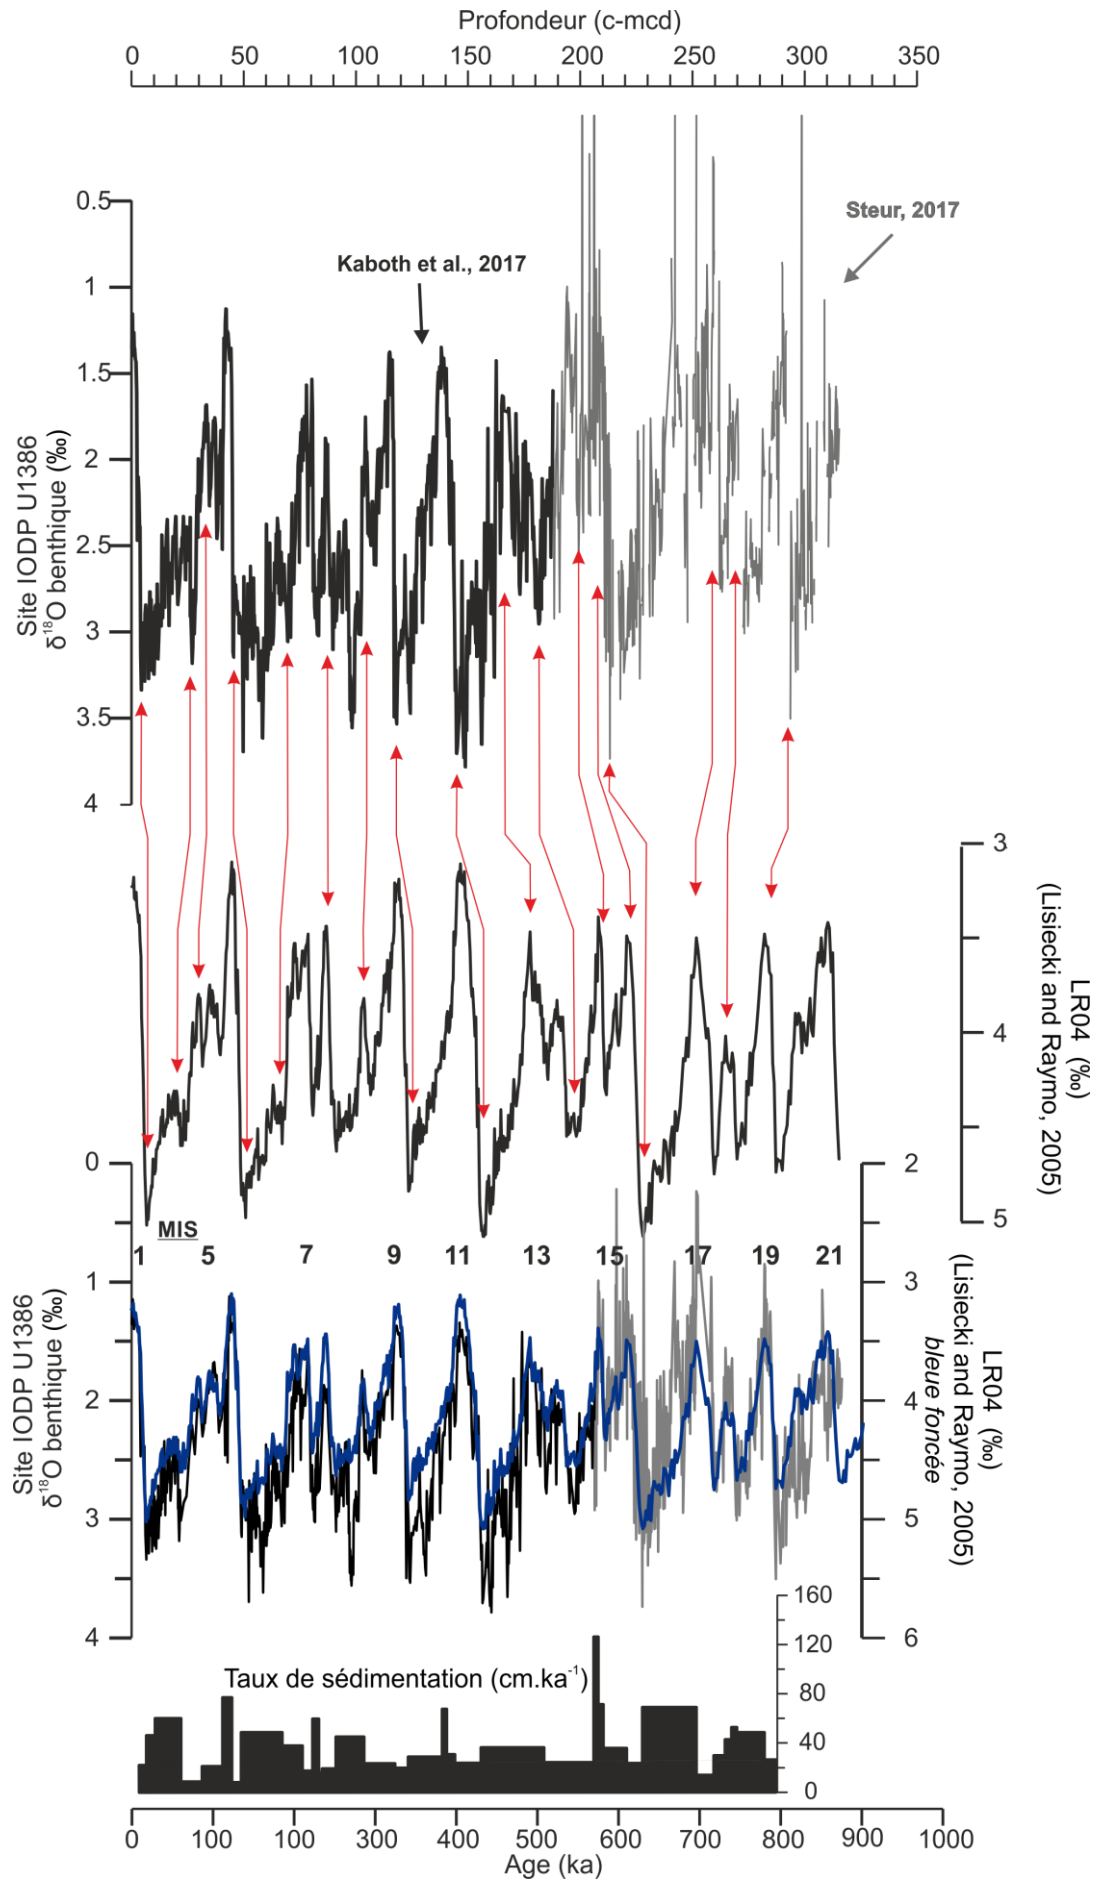 Profondeur (c-mcd)
0 50 100 150 200 250 300 350
0.5
1
1.5
2
2.5
3
3.5
4
Site IODP U1386
δ¹⁸O benthique (‰)
Kaboth et al., 2017
Steur, 2017
3
4
5
LR04 (‰)
(Lisiecki and Raymo, 2005)
MIS
1 5 7 9 11 13 15 17 19 21
0
1
2
3
4
Site IODP U1386
δ¹⁸O benthique (‰)
2
3
4
5
6
LR04 (‰)
(Lisiecki and Raymo, 2005)
bleue foncée
Taux de sédimentation (cm.ka⁻¹)
160
120
80
40
0
0 100 100 300 400 500 600 700 800 900 1000
Age (ka)